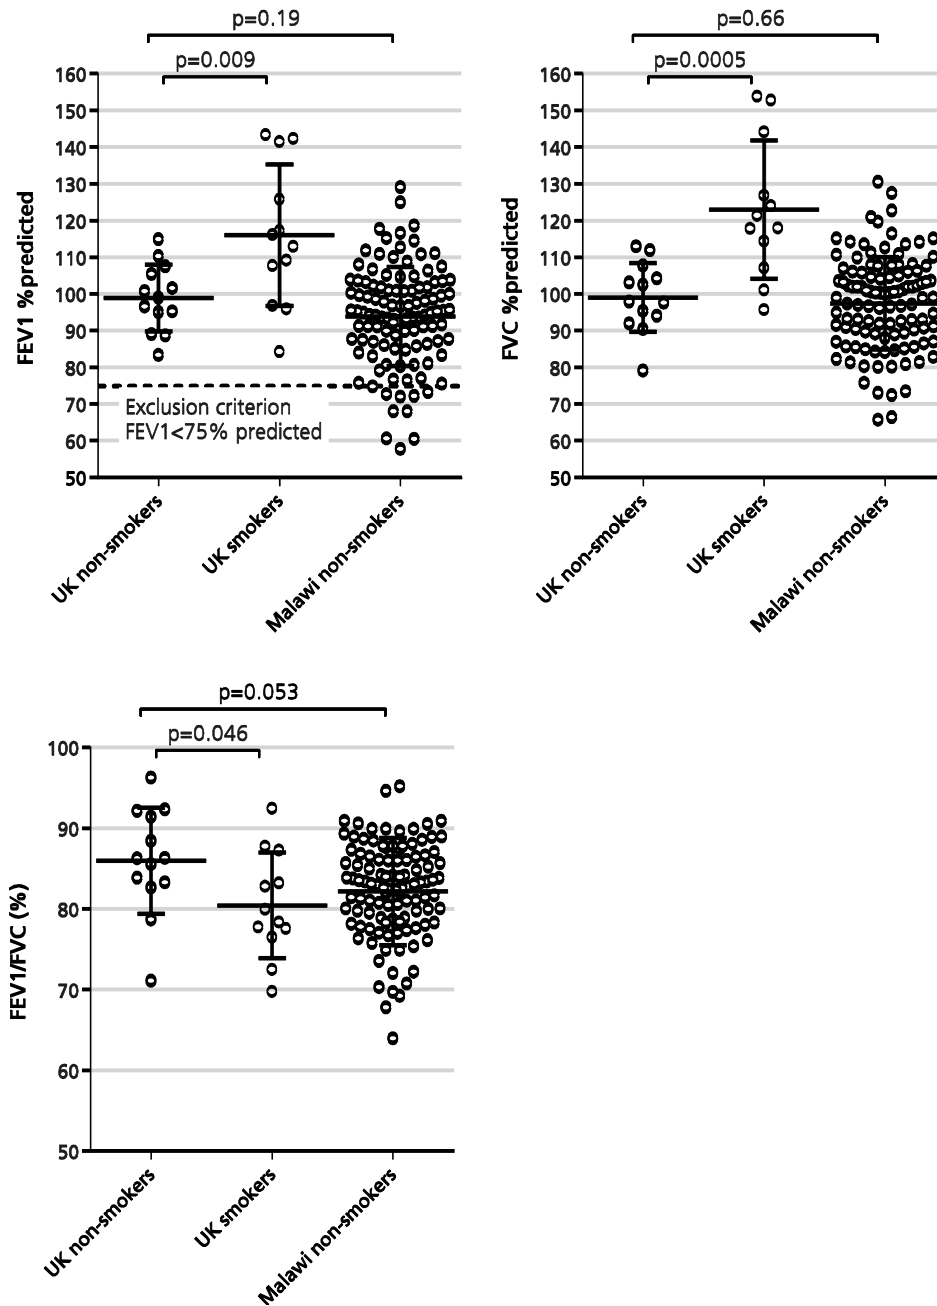 p=0.19
p=0.009
160
150
140
130
120
110
100
90
80
70
60
50
FEV1 %predicted
Exclusion criterion
FEV1<75% predicted
UK non-smokers
UK smokers
Malawi non-smokers
p=0.66
p=0.0005
160
150
140
130
120
110
100
90
80
70
60
50
FVC %predicted
UK non-smokers
UK smokers
Malawi non-smokers
p=0.053
p=0.046
100
90
80
70
60
50
FEV1/FVC (%)
UK non-smokers
UK smokers
Malawi non-smokers